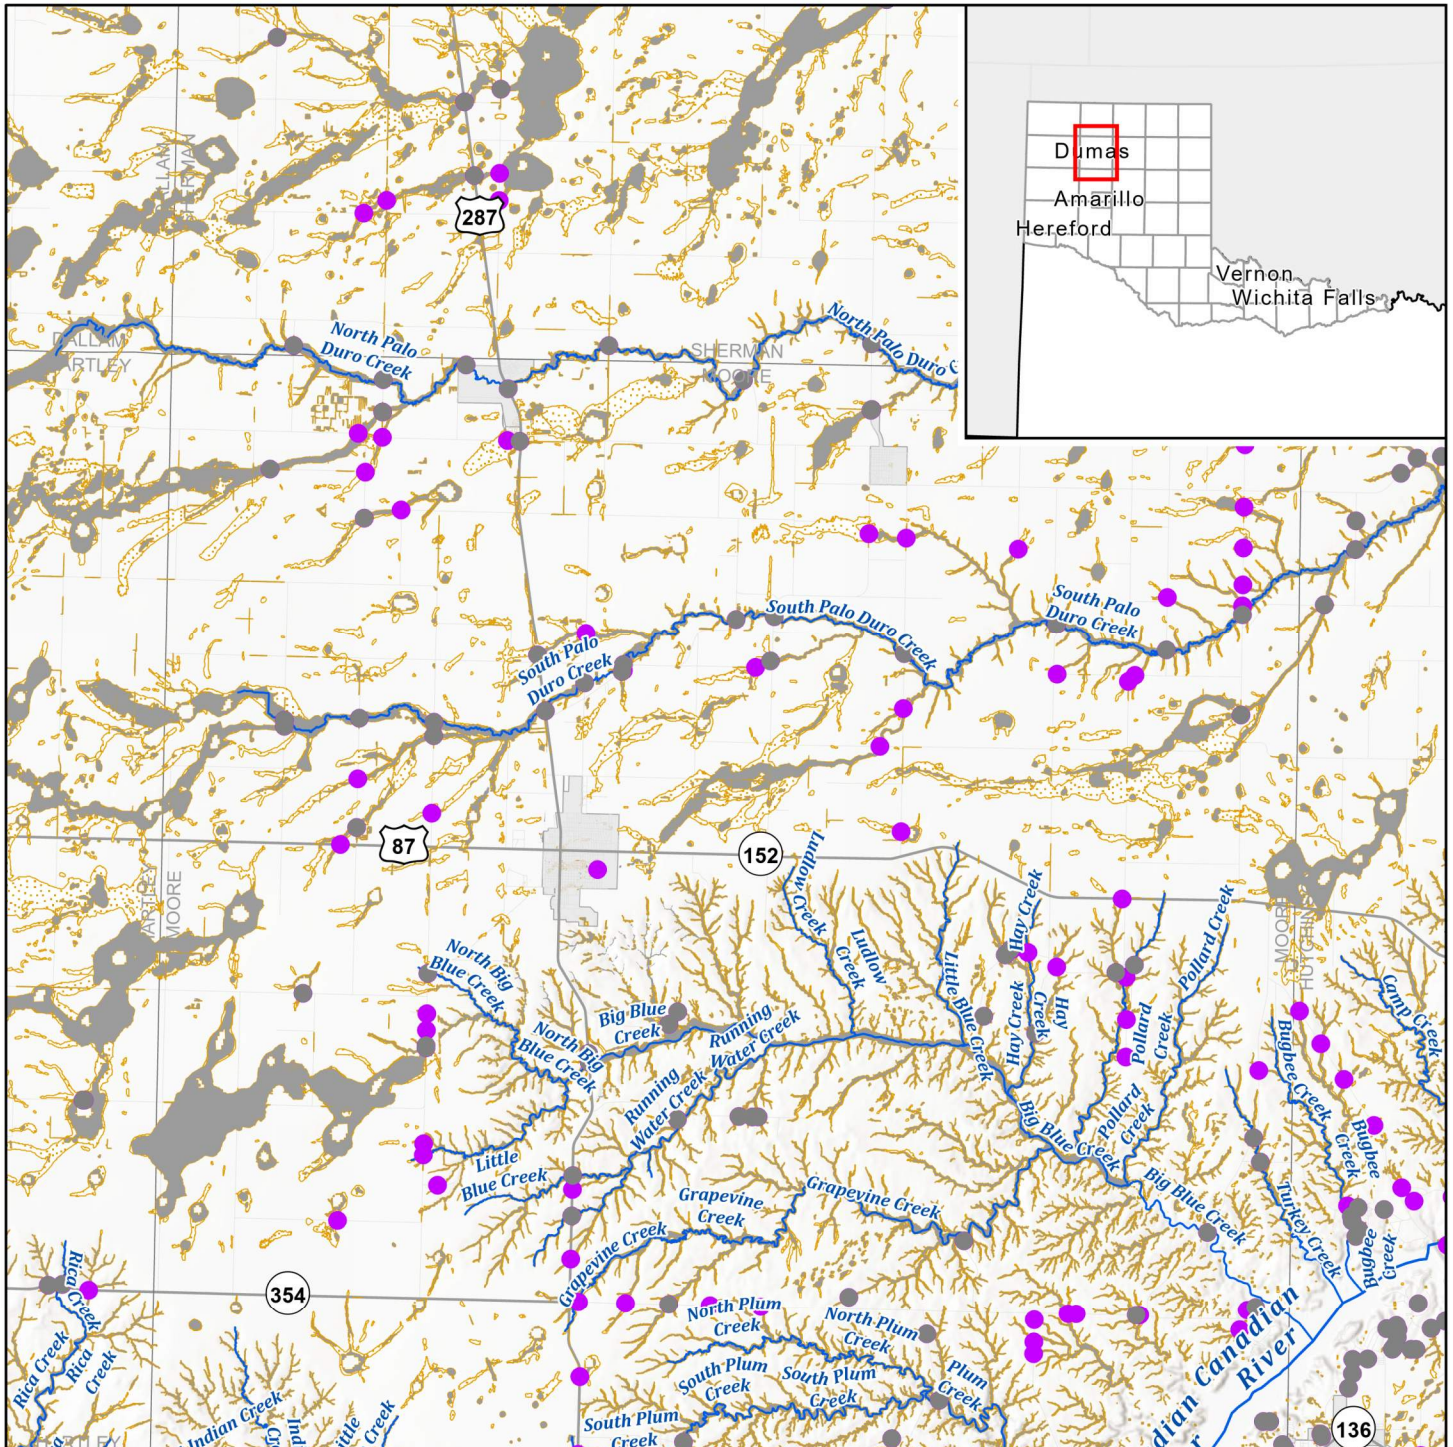 Dumas
Amarillo
Hereford
Vernon
Wichita Falls
287
DALLAM
SHERMAN
North Palo
Duro Creek
North Palo Duro C
DALLAM
HARTLEY
SHERMAN
MOORE
South Palo
Duro Creek
South Palo Duro Creek
South Palo
Duro Creek
87
152
HARTLEY
MOORE
MOORE
HUTCHINS
Ludlow
Creek
Ludlow
Creek
Little Blue Creek
Hay Creek
Hay Creek
Hay
Creek
Pollard Creek
Pollard
Creek
Pollard
Creek
Camp Creek
North Big
Blue Creek
North Big
Blue Creek
Big Blue
Creek
Running
Water Creek
Running
Water Creek
Bugbee Creek
Bugbee
Creek
Bugbee
Creek
Big Blue Creek
Big Blue Creek
Turkey Creek
Little
Blue Creek
Grapevine
Creek
Grapevine Creek
Grapevine Creek
354
Rica
Creek
Rica Creek
Rica
Creek
North Plum
Creek
North Plum
Creek
South Plum
Creek
South Plum
Creek
Plum
Creek
South Plum
Creek
Indian Creek
Creek
Canadian
River
dian
136
HARTLEY